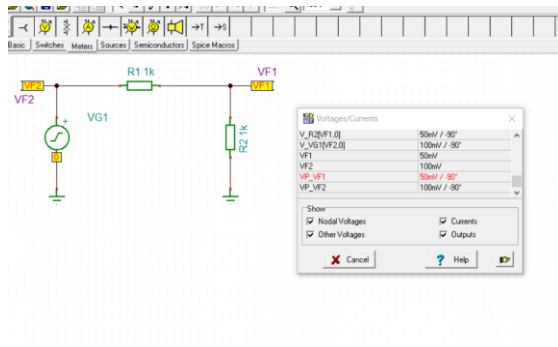 Basic Switches Meters Sources Semiconductors Spice Macros
R1 1k
VF1
VF2
VF1
VF2
VG1
+
0
R2 1k
Voltages/Currents
V_R2[VF1,0] 50mV / -90°
V_VG1[VF2,0] 100mV / -90°
VF1 50mV
VF2 100mV
VP_VF1 50mV / -90°
VP_VF2 100mV / -90°
Show
Nodal Voltages Currents
Other Voltages Outputs
Cancel ? Help